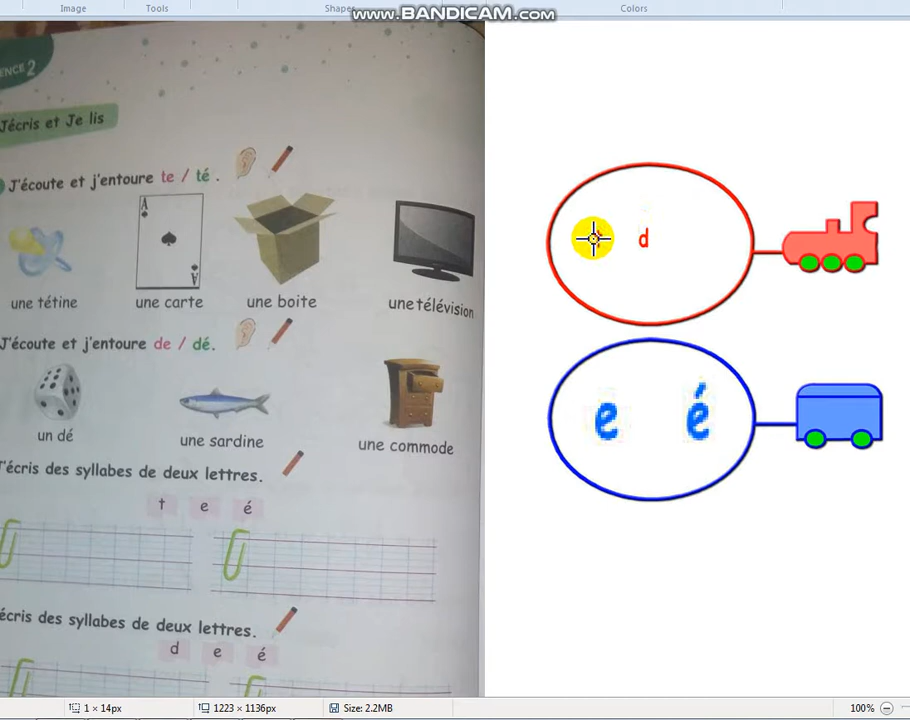 Image
Tools
Shapes
Colors
www.BANDICAM.com
ENCE 2
J'écris et Je lis
J'écoute et j'entoure te / té .
A
A
une tétine
une carte
une boite
une télévision
J'écoute et j'entoure de / dé.
un dé
une sardine
une commode
J'écris des syllabes de deux lettres.
t e é
écris des syllabes de deux lettres.
d e é
d
e é
1 × 14px
1223 × 1136px
Size: 2.2MB
100%